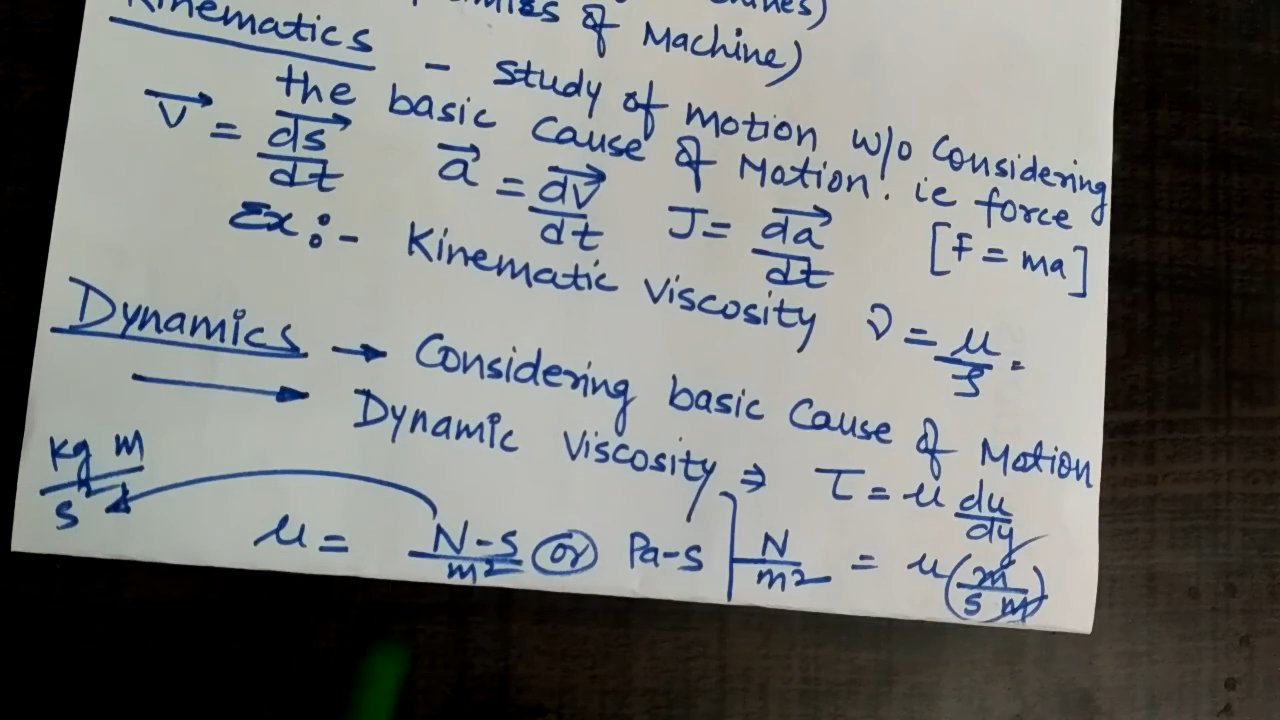 of Machine)
Kinematics - Study of motion w/o Considering
the basic cause of Motion. ie force
V⃗ = ds⃗/dt a⃗ = dv⃗/dt J = da⃗/dt [F = ma]
Ex:- Kinematic Viscosity ν = μ/ρ =
Dynamics → Considering basic Cause of Motion
→ Dynamic Viscosity ⇒ τ = μ du/dy
kg m/s²
μ = N-s/m² or Pa-s | N/m² = μ (m/s m)